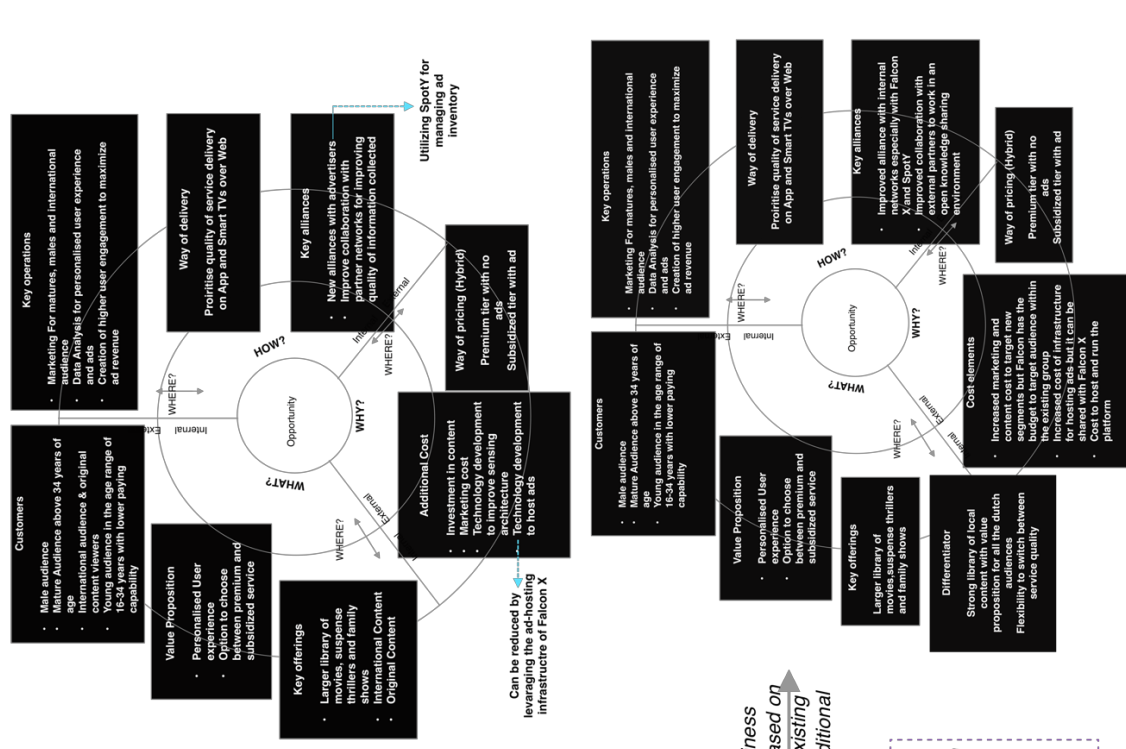 Customers
• Male audience
• Mature Audience above 34 years of
age
• International audience & original
content viewers
• Young audience in the age range of
16-34 years with lower paying
capability
Key operations
• Marketing For matures, males and international
audience
• Data Analysis for personalised user experience
and ads
• Creation of higher user engagement to maximize
ad revenue
Value Proposition
• Personalised User
experience
• Option to choose
between premium and
subsidized service
Way of delivery
Proiritise quality of service delivery
on App and Smart TVs over Web
Key offerings
• Larger library of
movies, suspense
thrillers and family
shows
• International Content
• Original Content
Key alliances
• New alliances with advertisers
• Improve collaboration with
partner networks for improving
quality of information collected
Utilizing SpotY for
managing ad
inventory
Additional Cost
• Investment in content
• Marketing cost
• Technology development
to improve sensing
architecture
• Technology development
to host ads
Way of pricing (Hybrid)
Premium tier with no
ads
Subsidized tier with ad
Can be reduced by
levaraging the ad-hosting
infrastructre of Falcon X
Opportunity
WHAT?
HOW?
WHY?
WHERE?
WHERE?
WHERE?
Internal
External
Customers
• Male audience
• Mature Audience above 34 years of
age
• Young audience in the age range of
16-34 years with lower paying
capability
Key operations
• Marketing For matures, males and international
audience
• Data Analysis for personalised user experience
and ads
• Creation of higher user engagement to maximize
ad revenue
Value Proposition
• Personalised User
experience
• Option to choose
between premium and
subsidized service
Way of delivery
Proiritise quality of service delivery
on App and Smart TVs over Web
Key offerings
Larger library of
movies,suspense thrillers
and family shows
Key alliances
• Improved alliance with internal
networks especially with Falcon
X and SpotY
• Improved collaboration with
external partners to work in an
open knowledge sharing
environment
Differentiator
Strong library of local
content with value
proposition for all the dutch
audiences
Flexibility to switch between
service quality
Cost elements
• Increased marketing and
content cost to target new
segments but Falcon has the
budget to target audience within
the existing group
• Increased cost of infrastructure
for hosting ads but it can be
shared with Falcon X
• Cost to host and run the
platform
Way of pricing (Hybrid)
Premium tier with no
ads
Subsidized tier with ad
Opportunity
WHAT?
HOW?
WHY?
WHERE?
WHERE?
WHERE?
External
Internal
External